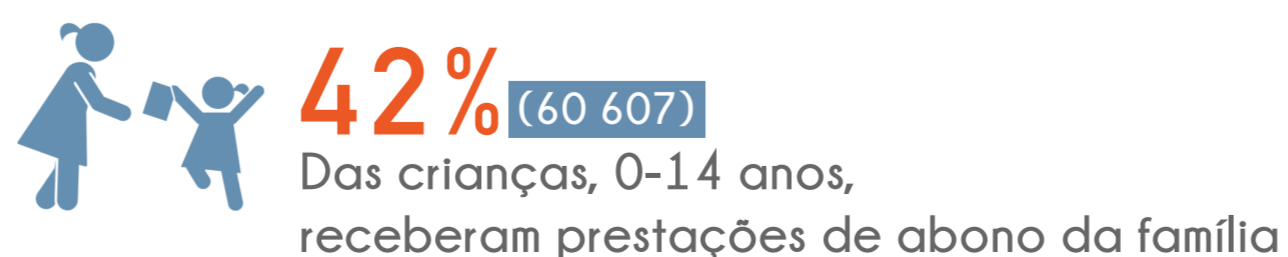 42% (60 607)
Das crianças, 0-14 anos,
receberam prestações de abono da família